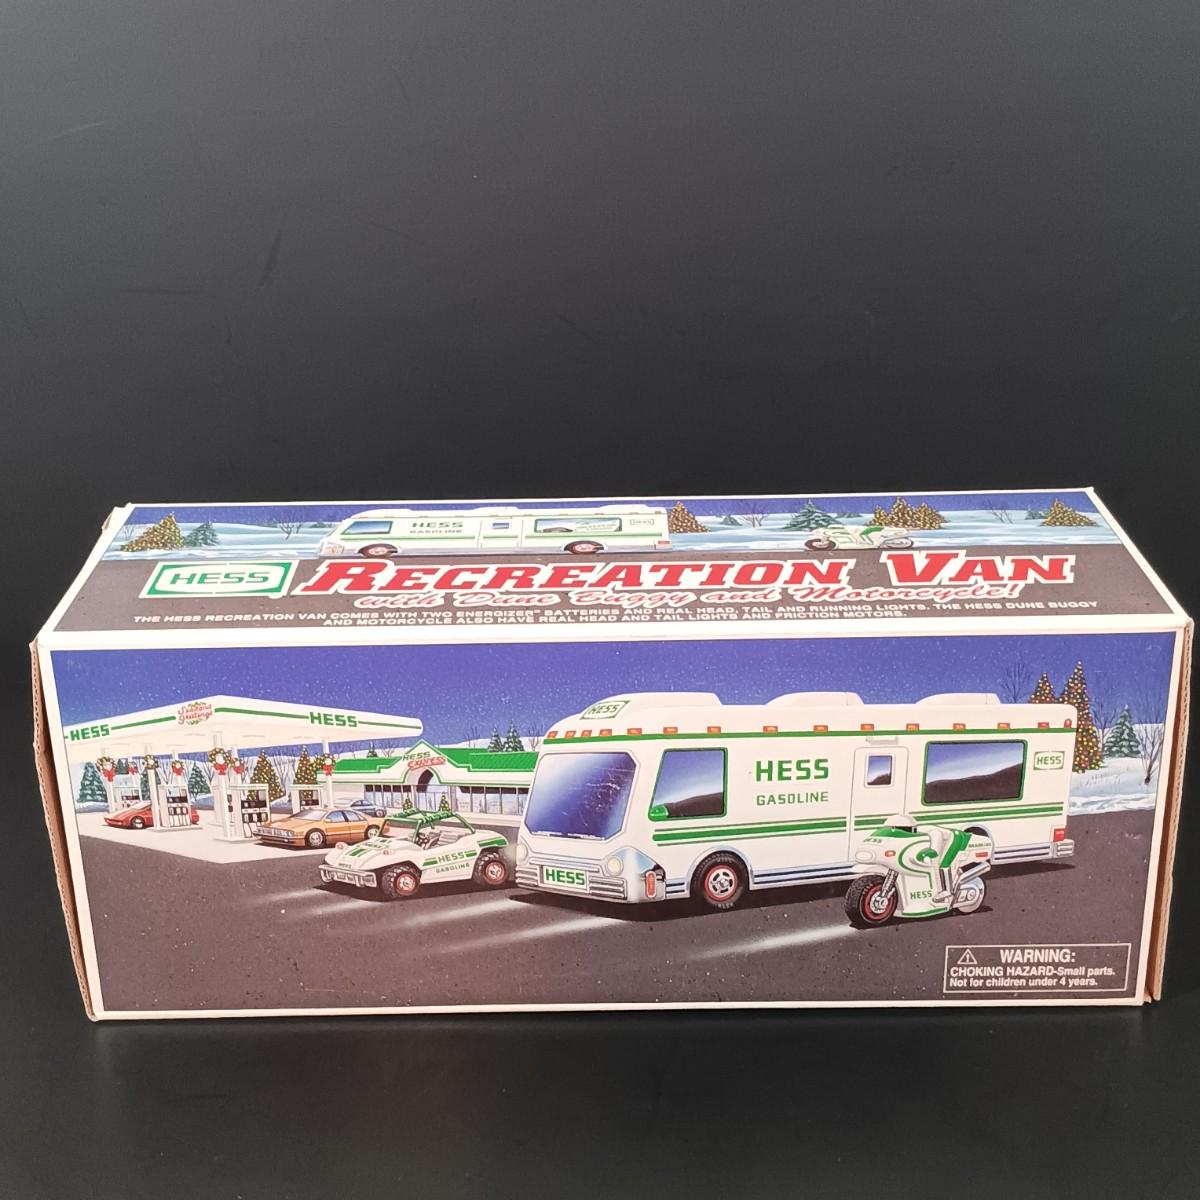 HESS
GASOLINE
HESS
HESS
RECREATION VAN
with Dune Buggy and Motorcycle!
THE HESS RECREATION VAN COMES WITH TWO ENERGIZER® BATTERIES AND REAL HEAD, TAIL AND RUNNING LIGHTS. THE HESS DUNE BUGGY
AND MOTORCYCLE ALSO HAVE REAL HEAD AND TAIL LIGHTS AND FRICTION MOTORS.
HESS
Season's
Greetings
HESS
HESS
express
HESS
HESS
GASOLINE
HESS
HESS
GASOLINE
HESS
HESS
HESS
WARNING:
CHOKING HAZARD-Small parts.
Not for children under 4 years.